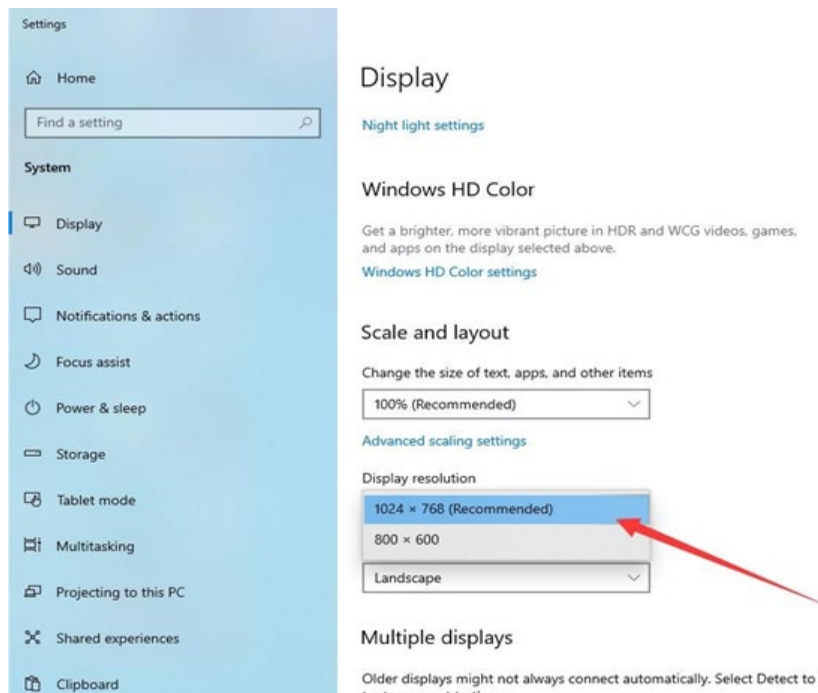 Settings
Home
Find a setting
System
Display
Sound
Notifications & actions
Focus assist
Power & sleep
Storage
Tablet mode
Multitasking
Projecting to this PC
Shared experiences
Clipboard
Display
Night light settings
Windows HD Color
Get a brighter, more vibrant picture in HDR and WCG videos, games,
and apps on the display selected above.
Windows HD Color settings
Scale and layout
Change the size of text, apps, and other items
100% (Recommended)
Advanced scaling settings
Display resolution
1024 × 768 (Recommended)
800 × 600
Landscape
Multiple displays
Older displays might not always connect automatically. Select Detect to